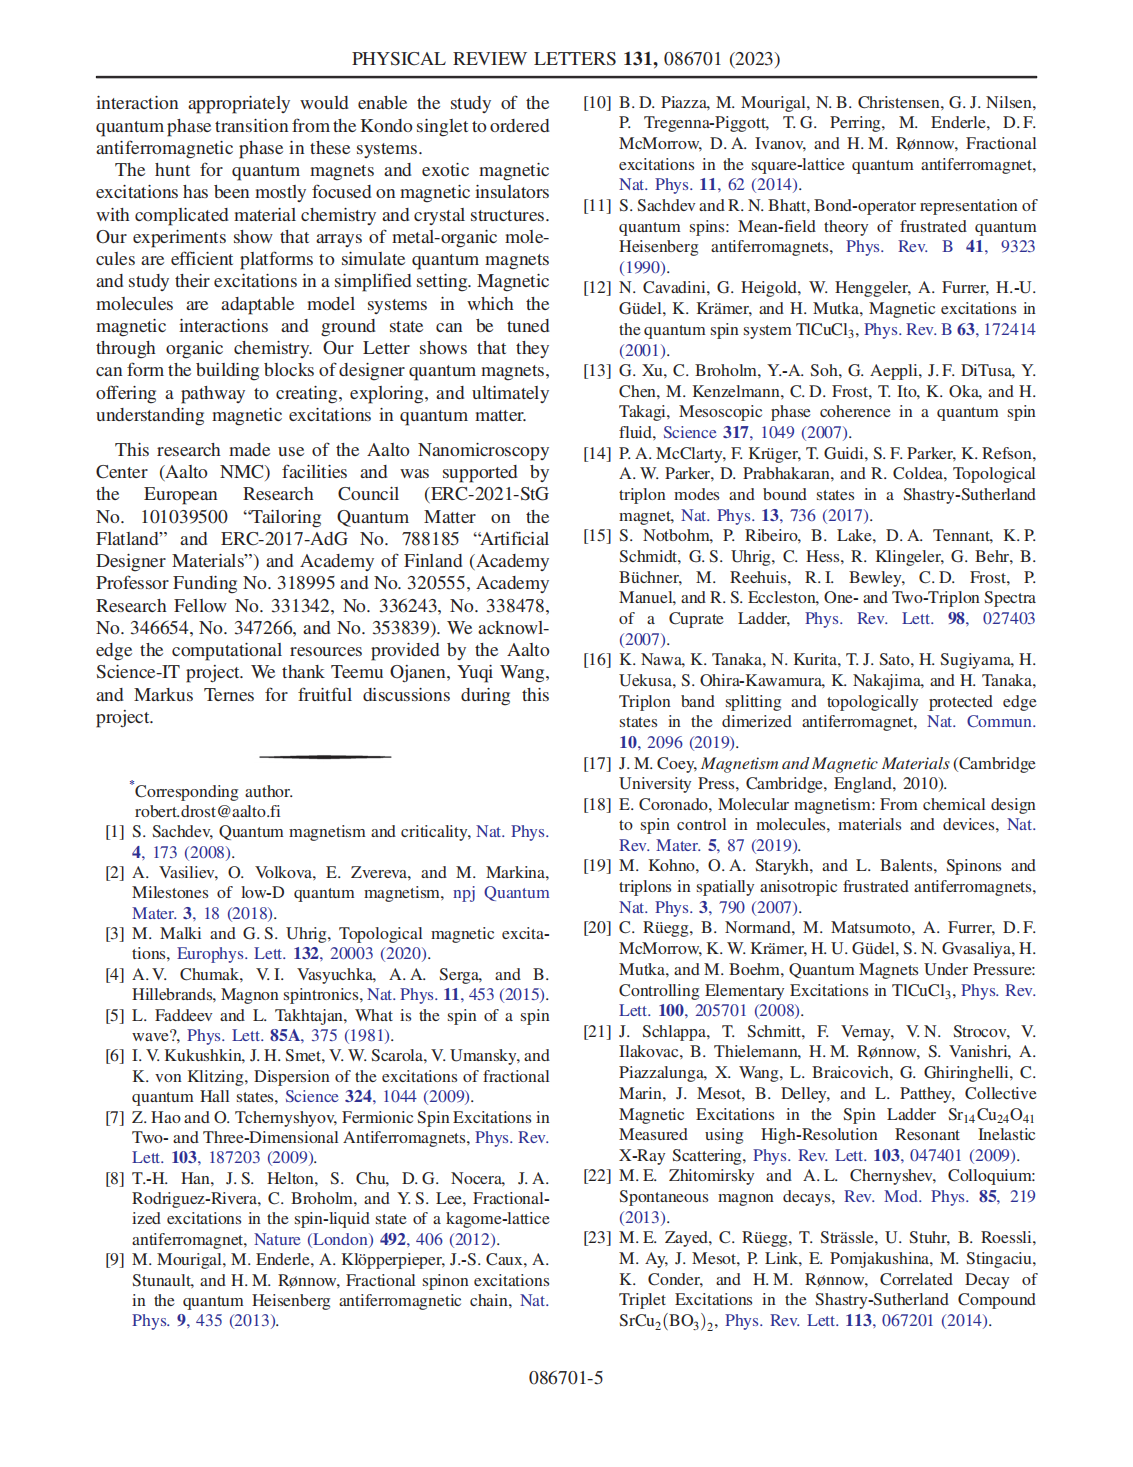 PHYSICAL REVIEW LETTERS 131, 086701 (2023)
interaction appropriately would enable the study of the
quantum phase transition from the Kondo singlet to ordered
antiferromagnetic phase in these systems.
The hunt for quantum magnets and exotic magnetic
excitations has been mostly focused on magnetic insulators
with complicated material chemistry and crystal structures.
Our experiments show that arrays of metal-organic mole-
cules are efficient platforms to simulate quantum magnets
and study their excitations in a simplified setting. Magnetic
molecules are adaptable model systems in which the
magnetic interactions and ground state can be tuned
through organic chemistry. Our Letter shows that they
can form the building blocks of designer quantum magnets,
offering a pathway to creating, exploring, and ultimately
understanding magnetic excitations in quantum matter.
This research made use of the Aalto Nanomicroscopy
Center (Aalto NMC) facilities and was supported by
the European Research Council (ERC-2021-StG
No. 101039500 “Tailoring Quantum Matter on the
Flatland” and ERC-2017-AdG No. 788185 “Artificial
Designer Materials”) and Academy of Finland (Academy
Professor Funding No. 318995 and No. 320555, Academy
Research Fellow No. 331342, No. 336243, No. 338478,
No. 346654, No. 347266, and No. 353839). We acknowl-
edge the computational resources provided by the Aalto
Science-IT project. We thank Teemu Ojanen, Yuqi Wang,
and Markus Ternes for fruitful discussions during this
project.
*Corresponding author.
robert.drost@aalto.fi
[1] S. Sachdev, Quantum magnetism and criticality, Nat. Phys.
4, 173 (2008).
[2] A. Vasiliev, O. Volkova, E. Zvereva, and M. Markina,
Milestones of low-D quantum magnetism, npj Quantum
Mater. 3, 18 (2018).
[3] M. Malki and G. S. Uhrig, Topological magnetic excita-
tions, Europhys. Lett. 132, 20003 (2020).
[4] A. V. Chumak, V. I. Vasyuchka, A. A. Serga, and B.
Hillebrands, Magnon spintronics, Nat. Phys. 11, 453 (2015).
[5] L. Faddeev and L. Takhtajan, What is the spin of a spin
wave?, Phys. Lett. 85A, 375 (1981).
[6] I. V. Kukushkin, J. H. Smet, V. W. Scarola, V. Umansky, and
K. von Klitzing, Dispersion of the excitations of fractional
quantum Hall states, Science 324, 1044 (2009).
[7] Z. Hao and O. Tchernyshyov, Fermionic Spin Excitations in
Two- and Three-Dimensional Antiferromagnets, Phys. Rev.
Lett. 103, 187203 (2009).
[8] T.-H. Han, J. S. Helton, S. Chu, D. G. Nocera, J. A.
Rodriguez-Rivera, C. Broholm, and Y. S. Lee, Fractional-
ized excitations in the spin-liquid state of a kagome-lattice
antiferromagnet, Nature (London) 492, 406 (2012).
[9] M. Mourigal, M. Enderle, A. Klöpperpieper, J.-S. Caux, A.
Stunault, and H. M. Rønnow, Fractional spinon excitations
in the quantum Heisenberg antiferromagnetic chain, Nat.
Phys. 9, 435 (2013).
[10] B. D. Piazza, M. Mourigal, N. B. Christensen, G. J. Nilsen,
P. Tregenna-Piggott, T. G. Perring, M. Enderle, D. F.
McMorrow, D. A. Ivanov, and H. M. Rønnow, Fractional
excitations in the square-lattice quantum antiferromagnet,
Nat. Phys. 11, 62 (2014).
[11] S. Sachdev and R. N. Bhatt, Bond-operator representation of
quantum spins: Mean-field theory of frustrated quantum
Heisenberg antiferromagnets, Phys. Rev. B 41, 9323
(1990).
[12] N. Cavadini, G. Heigold, W. Henggeler, A. Furrer, H.-U.
Güdel, K. Krämer, and H. Mutka, Magnetic excitations in
the quantum spin system TlCuCl₃, Phys. Rev. B 63, 172414
(2001).
[13] G. Xu, C. Broholm, Y.-A. Soh, G. Aeppli, J. F. DiTusa, Y.
Chen, M. Kenzelmann, C. D. Frost, T. Ito, K. Oka, and H.
Takagi, Mesoscopic phase coherence in a quantum spin
fluid, Science 317, 1049 (2007).
[14] P. A. McClarty, F. Krüger, T. Guidi, S. F. Parker, K. Refson,
A. W. Parker, D. Prabhakaran, and R. Coldea, Topological
triplon modes and bound states in a Shastry-Sutherland
magnet, Nat. Phys. 13, 736 (2017).
[15] S. Notbohm, P. Ribeiro, B. Lake, D. A. Tennant, K. P.
Schmidt, G. S. Uhrig, C. Hess, R. Klingeler, G. Behr, B.
Büchner, M. Reehuis, R. I. Bewley, C. D. Frost, P.
Manuel, and R. S. Eccleston, One- and Two-Triplon Spectra
of a Cuprate Ladder, Phys. Rev. Lett. 98, 027403
(2007).
[16] K. Nawa, K. Tanaka, N. Kurita, T. J. Sato, H. Sugiyama, H.
Uekusa, S. Ohira-Kawamura, K. Nakajima, and H. Tanaka,
Triplon band splitting and topologically protected edge
states in the dimerized antiferromagnet, Nat. Commun.
10, 2096 (2019).
[17] J. M. Coey, Magnetism and Magnetic Materials (Cambridge
University Press, Cambridge, England, 2010).
[18] E. Coronado, Molecular magnetism: From chemical design
to spin control in molecules, materials and devices, Nat.
Rev. Mater. 5, 87 (2019).
[19] M. Kohno, O. A. Starykh, and L. Balents, Spinons and
triplons in spatially anisotropic frustrated antiferromagnets,
Nat. Phys. 3, 790 (2007).
[20] C. Rüegg, B. Normand, M. Matsumoto, A. Furrer, D. F.
McMorrow, K. W. Krämer, H. U. Güdel, S. N. Gvasaliya, H.
Mutka, and M. Boehm, Quantum Magnets Under Pressure:
Controlling Elementary Excitations in TlCuCl₃, Phys. Rev.
Lett. 100, 205701 (2008).
[21] J. Schlappa, T. Schmitt, F. Vernay, V. N. Strocov, V.
Ilakovac, B. Thielemann, H. M. Rønnow, S. Vanishri, A.
Piazzalunga, X. Wang, L. Braicovich, G. Ghiringhelli, C.
Marin, J. Mesot, B. Delley, and L. Patthey, Collective
Magnetic Excitations in the Spin Ladder Sr₁₄Cu₂₄O₄₁
Measured using High-Resolution Resonant Inelastic
X-Ray Scattering, Phys. Rev. Lett. 103, 047401 (2009).
[22] M. E. Zhitomirsky and A. L. Chernyshev, Colloquium:
Spontaneous magnon decays, Rev. Mod. Phys. 85, 219
(2013).
[23] M. E. Zayed, C. Rüegg, T. Strässle, U. Stuhr, B. Roessli,
M. Ay, J. Mesot, P. Link, E. Pomjakushina, M. Stingaciu,
K. Conder, and H. M. Rønnow, Correlated Decay of
Triplet Excitations in the Shastry-Sutherland Compound
SrCu₂(BO₃)₂, Phys. Rev. Lett. 113, 067201 (2014).
086701-5